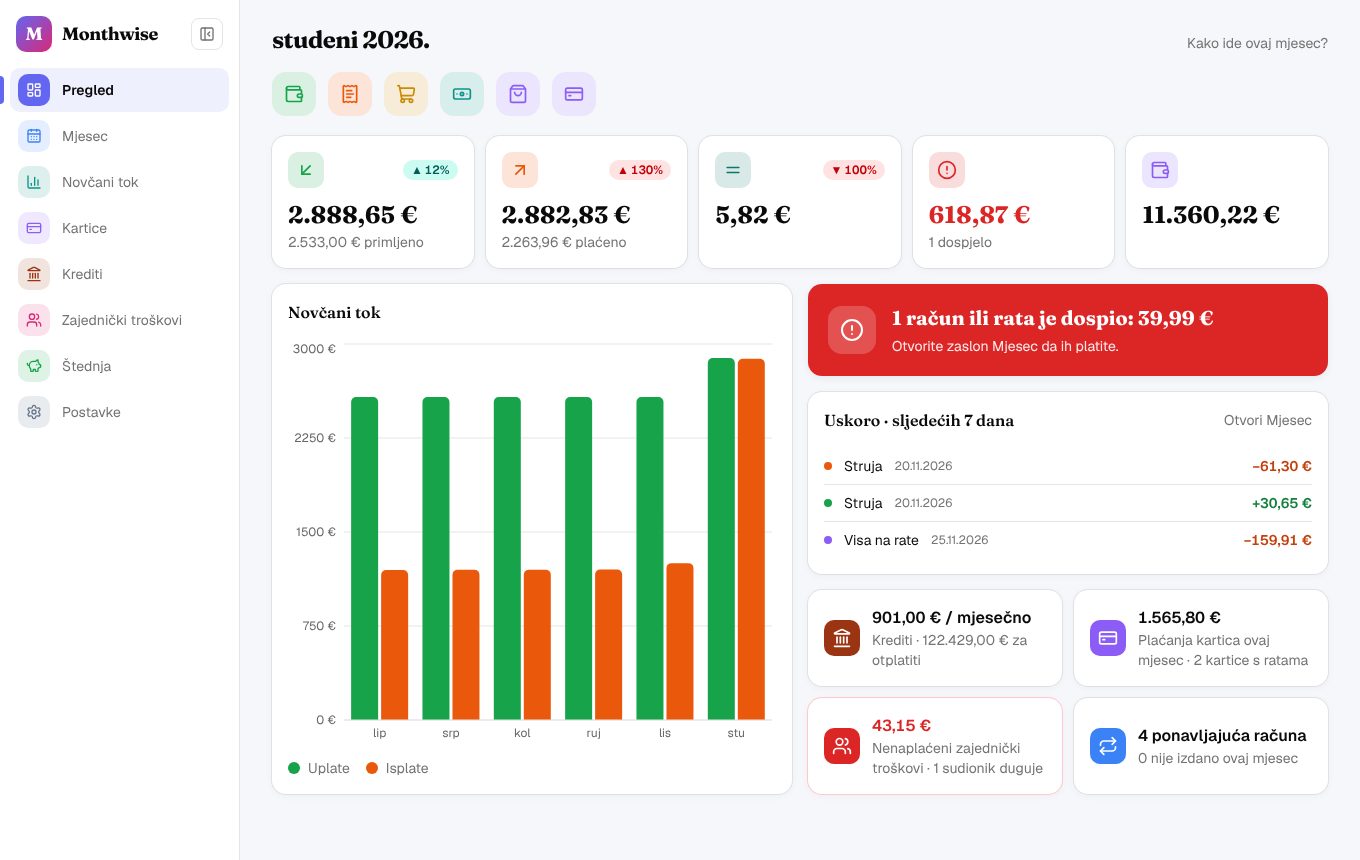 M Monthwise
Pregled
Mjesec
Novčani tok
Kartice
Krediti
Zajednički troškovi
Štednja
Postavke
studeni 2026.
Kako ide ovaj mjesec?
▲ 12%
2.888,65 €
2.533,00 € primljeno
▲ 130%
2.882,83 €
2.263,96 € plaćeno
▼ 100%
5,82 €
618,87 €
1 dospjelo
11.360,22 €
Novčani tok
3000 €
2250 €
1500 €
750 €
0 €
lip srp kol ruj lis stu
Uplate Isplate
1 račun ili rata je dospio: 39,99 €
Otvorite zaslon Mjesec da ih platite.
Uskoro · sljedećih 7 dana
Otvori Mjesec
Struja 20.11.2026 −61,30 €
Struja 20.11.2026 +30,65 €
Visa na rate 25.11.2026 −159,91 €
901,00 € / mjesečno
Krediti · 122.429,00 € za
otplatiti
1.565,80 €
Plaćanja kartica ovaj
mjesec · 2 kartice s ratama
43,15 €
Nenaplaćeni zajednički
troškovi · 1 sudionik duguje
4 ponavljajuća računa
0 nije izdano ovaj mjesec